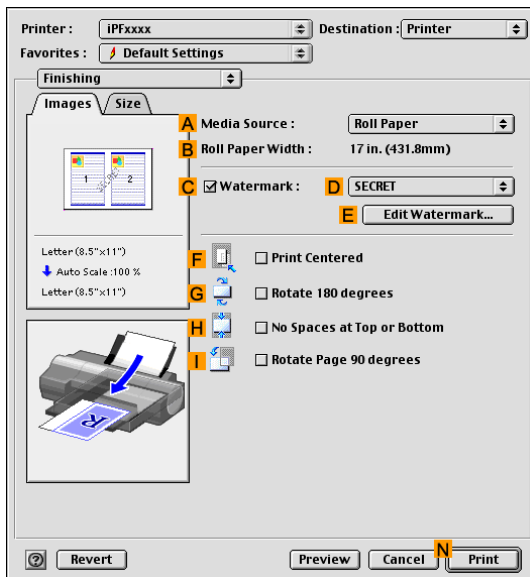 Printer : iPFxxxx Destination : Printer
Favorites : Default Settings
Finishing
Images Size
A Media Source : Roll Paper
B Roll Paper Width : 17 in. (431.8mm)
C Watermark : D SECRET
E Edit Watermark...
1 SECRET 2
Letter (8.5"x11")
Auto Scale :100 %
Letter (8.5"x11")
F Print Centered
G Rotate 180 degrees
H No Spaces at Top or Bottom
I Rotate Page 90 degrees
R
N
? Revert Preview Cancel Print